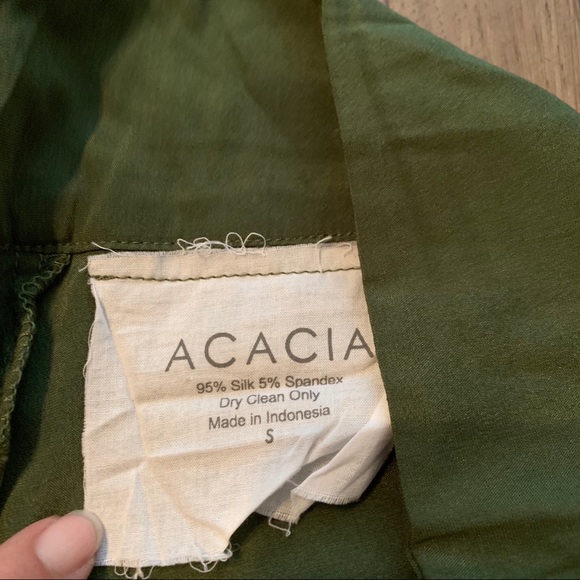 ACACIA
95% Silk 5% Spandex
Dry Clean Only
Made in Indonesia
S